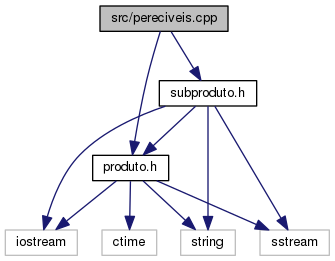 src/pereciveis.cpp
subproduto.h
produto.h
iostream
ctime
string
sstream